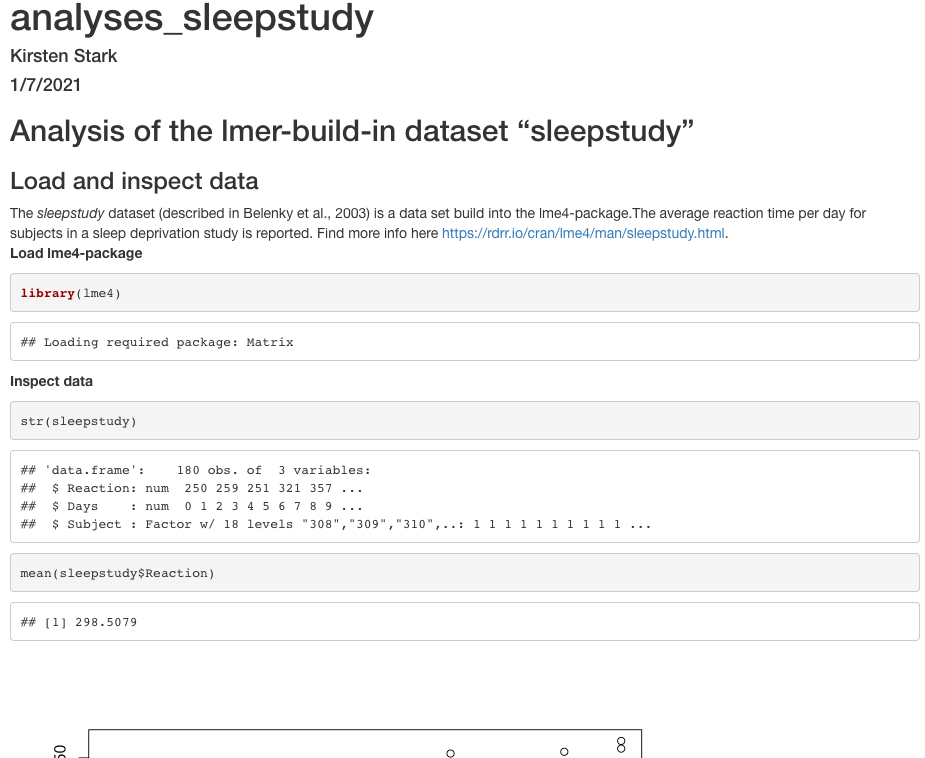 analyses_sleepstudy
Kirsten Stark
1/7/2021
Analysis of the lmer-build-in dataset “sleepstudy”
Load and inspect data
The sleepstudy dataset (described in Belenky et al., 2003) is a data set build into the lme4-package.The average reaction time per day for
subjects in a sleep deprivation study is reported. Find more info here https://rdrr.io/cran/lme4/man/sleepstudy.html.
Load lme4-package
library(lme4)
## Loading required package: Matrix
Inspect data
str(sleepstudy)
## 'data.frame':    180 obs. of  3 variables:
##  $ Reaction: num  250 259 251 321 357 ...
##  $ Days    : num  0 1 2 3 4 5 6 7 8 9 ...
##  $ Subject : Factor w/ 18 levels "308","309","310",..: 1 1 1 1 1 1 1 1 1 1 ...
mean(sleepstudy$Reaction)
## [1] 298.5079